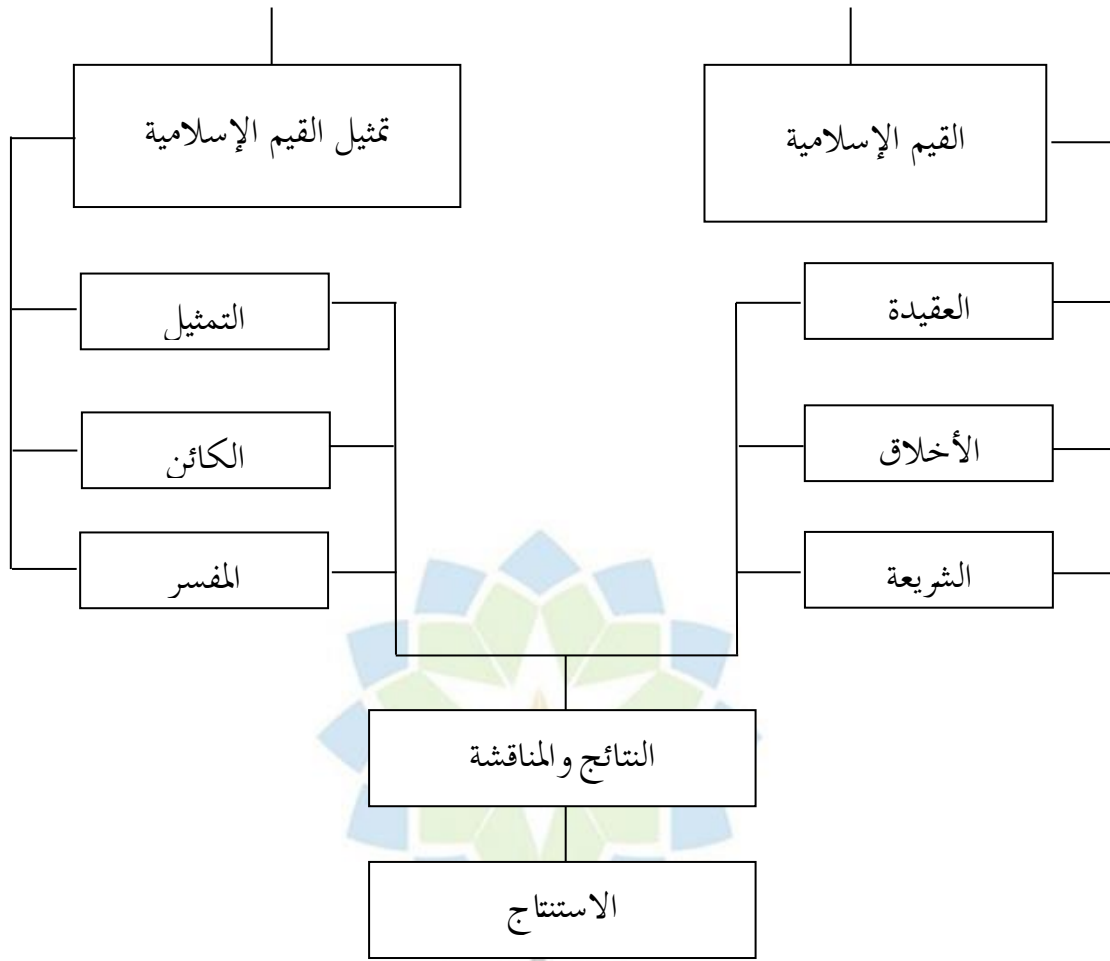 القيم الإسلامية
تمثيل القيم الإسلامية
العقيدة
التمثيل
الأخلاق
الكائن
الشريعة
المفسر
النتائج والمناقشة
الاستنتاج